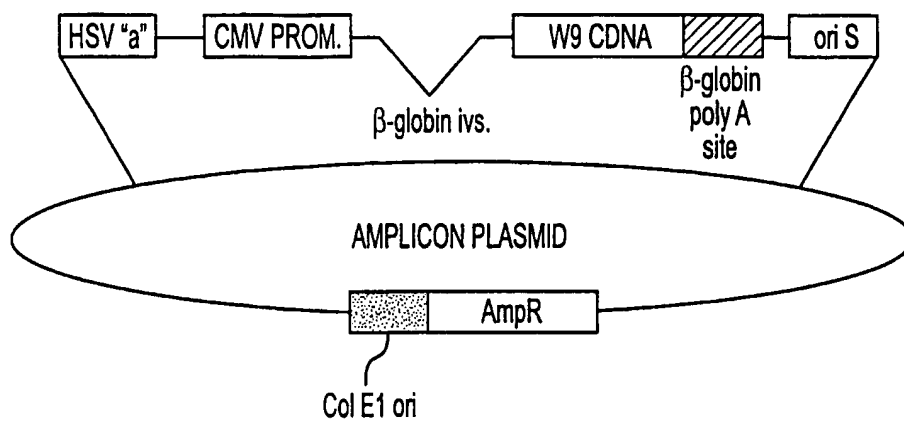 HSV "a"
CMV PROM.
W9 CDNA
ori S
β-globin ivs.
β-globin
poly A
site
AMPLICON PLASMID
AmpR
Col E1 ori